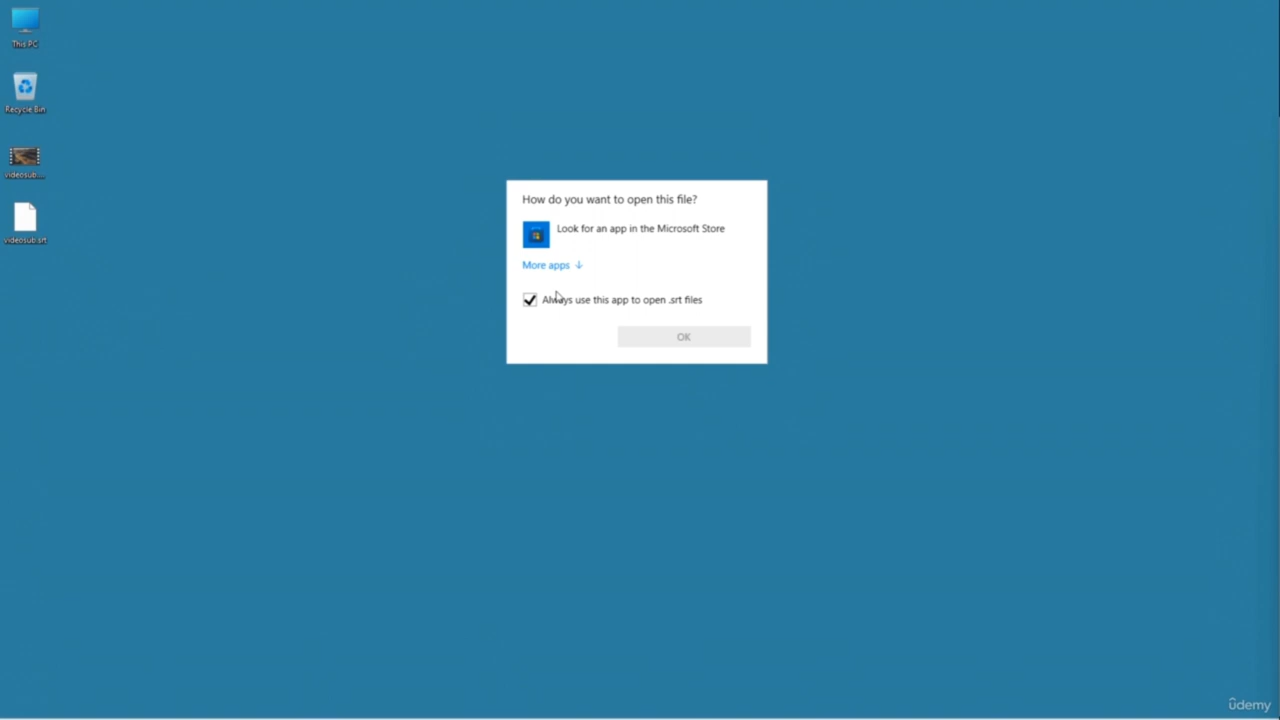 This PC
Recycle Bin
videosub....
videosub.srt
How do you want to open this file?
Look for an app in the Microsoft Store
More apps ↓
Always use this app to open .srt files
OK
ûdemy